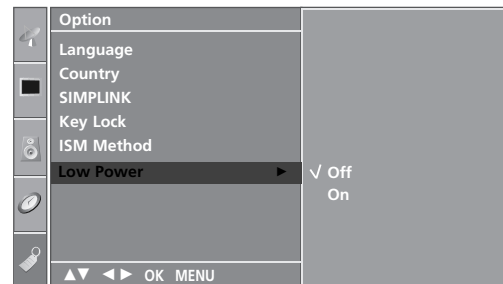 Option
Language
Country
SIMPLINK
Key Lock
ISM Method
Low Power ► √ Off
On
▲▼ ◄► OK MENU